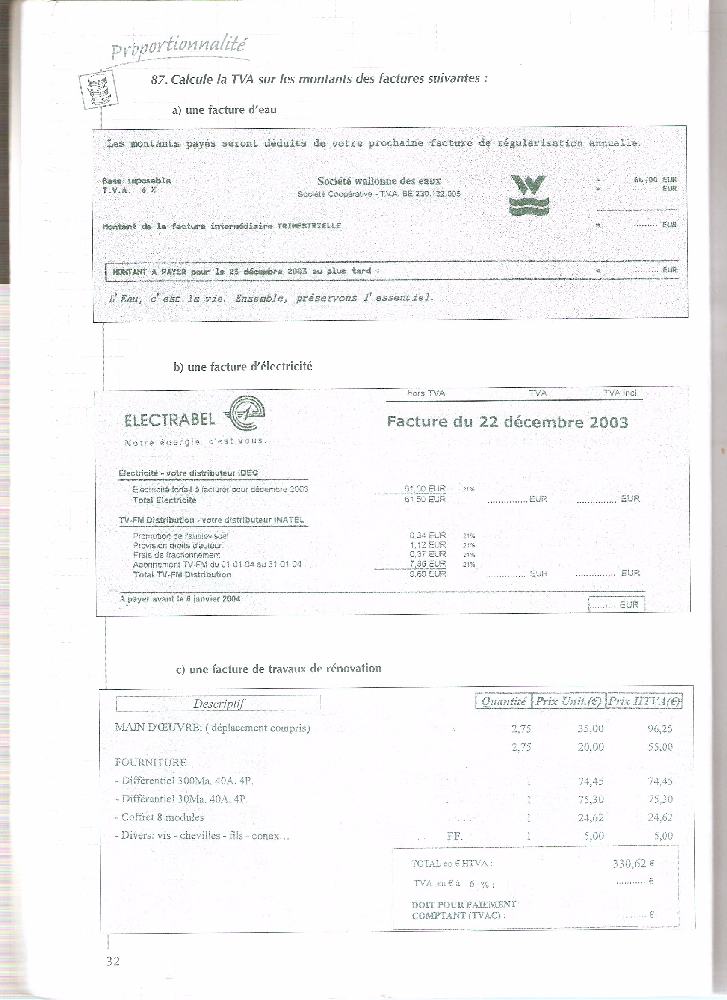 Proportionnalité
87. Calcule la TVA sur les montants des factures suivantes :
a) une facture d'eau
Les montants payés seront déduits de votre prochaine facture de régularisation annuelle.
Base imposable Société wallonne des eaux = 66,00 EUR
T.V.A. 6 % Société Coopérative - T.V.A. BE 230.132.005 = .......... EUR
Montant de la facture intermédiaire TRIMESTRIELLE = .......... EUR
MONTANT A PAYER pour le 23 décembre 2003 au plus tard : = .......... EUR
L'Eau, c'est la vie. Ensemble, préservons l'essentiel.
b) une facture d'électricité
hors TVA TVA TVA incl.
ELECTRABEL Facture du 22 décembre 2003
Notre énergie, c'est vous.
Electricité - votre distributeur IDEG
Electricité forfait à facturer pour décembre 2003 61,50 EUR 21%
Total Electricité 61,50 EUR ............... EUR ............... EUR
TV-FM Distribution - votre distributeur INATEL
Promotion de l'audiovisuel 0,34 EUR 21%
Provision droits d'auteur 1,12 EUR 21%
Frais de fractionnement 0,37 EUR 21%
Abonnement TV-FM du 01-01-04 au 31-01-04 7,86 EUR 21%
Total TV-FM Distribution 9,69 EUR ............... EUR ............... EUR
A payer avant le 6 janvier 2004 .......... EUR
c) une facture de travaux de rénovation
Descriptif Quantité Prix Unit.(€) Prix HTVA(€)
MAIN D'ŒUVRE: ( déplacement compris) 2,75 35,00 96,25
2,75 20,00 55,00
FOURNITURE
- Différentiel 300Ma, 40A. 4P. 1 74,45 74,45
- Différentiel 30Ma. 40A. 4P. 1 75,30 75,30
- Coffret 8 modules 1 24,62 24,62
- Divers: vis - chevilles - fils - conex... FF. 1 5,00 5,00
TOTAL en € HTVA : 330,62 €
TVA en € à 6 % : ........... €
DOIT POUR PAIEMENT
COMPTANT (TVAC) : ........... €
32